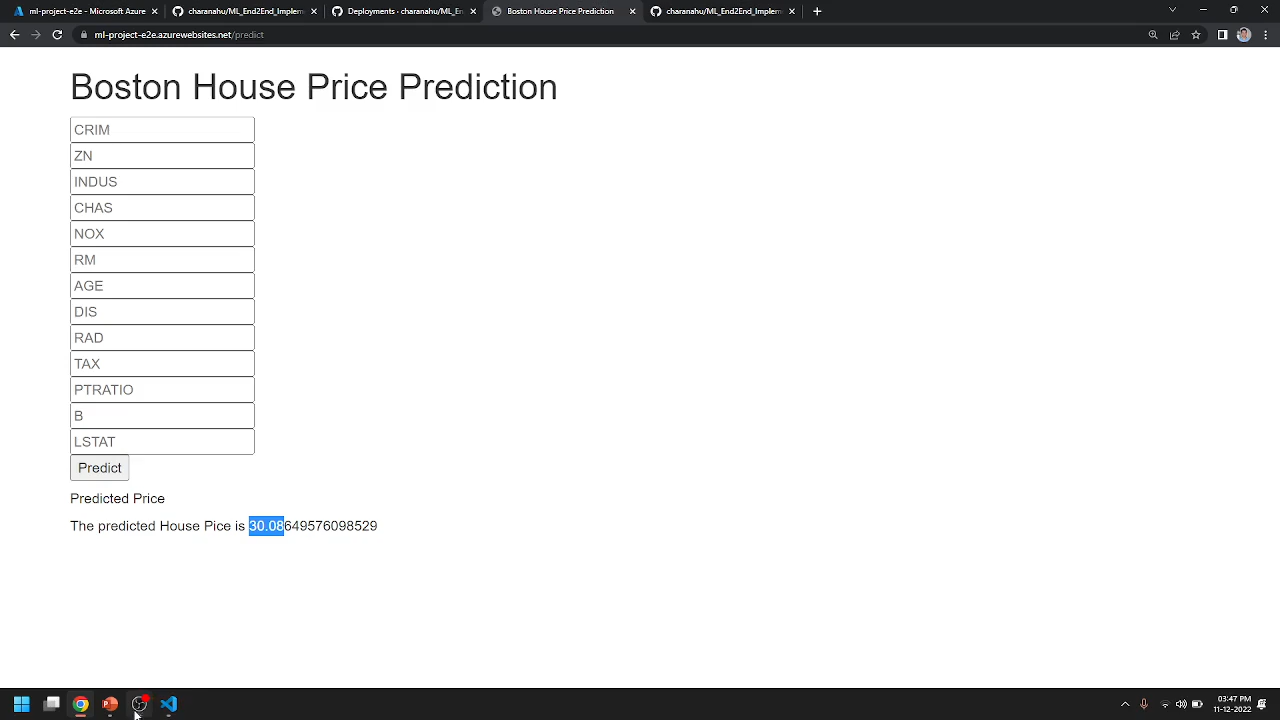 ml-project-e2e - Microsoft Azure
charanahu/ML_End2End_Implem
Deployments · charanahu/ML_En
Boston House Price Prediction
charanahu/ML_End2End_Implem
ml-project-e2e.azurewebsites.net/predict
Boston House Price Prediction
CRIM
ZN
INDUS
CHAS
NOX
RM
AGE
DIS
RAD
TAX
PTRATIO
B
LSTAT
Predict
Predicted Price
The predicted House Pice is 30.08649576098529
03:47 PM
11-12-2022